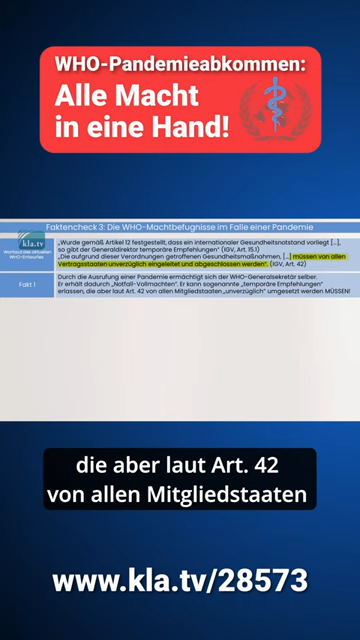 WHO-Pandemieabkommen:
Alle Macht
in eine Hand!
Faktencheck 3: Die WHO-Machtbefugnisse im Falle einer Pandemie
kla.tv
Wortlaut des aktuellen
WHO-Entwurfes
„Wurde gemäß Artikel 12 festgestellt, dass ein internationaler Gesundheitsnotstand vorliegt [...],
so gibt der Generaldirektor temporäre Empfehlungen“ (IGV, Art. 15.1)
„Die aufgrund dieser Verordnungen getroffenen Gesundheitsmaßnahmen, [...] müssen von allen
Vertragsstaaten unverzüglich eingeleitet und abgeschlossen werden“. (IGV, Art. 42)
Fakt 1
Durch die Ausrufung einer Pandemie ermächtigt sich der WHO-Generalsekretär selber.
Er erhält dadurch „Notfall-Vollmachten“. Er kann sogenannte „temporäre Empfehlungen“
erlassen, die aber laut Art. 42 von allen Mitgliedstaaten „unverzüglich“ umgesetzt werden MÜSSEN!
die aber laut Art. 42
von allen Mitgliedstaaten
www.kla.tv/28573